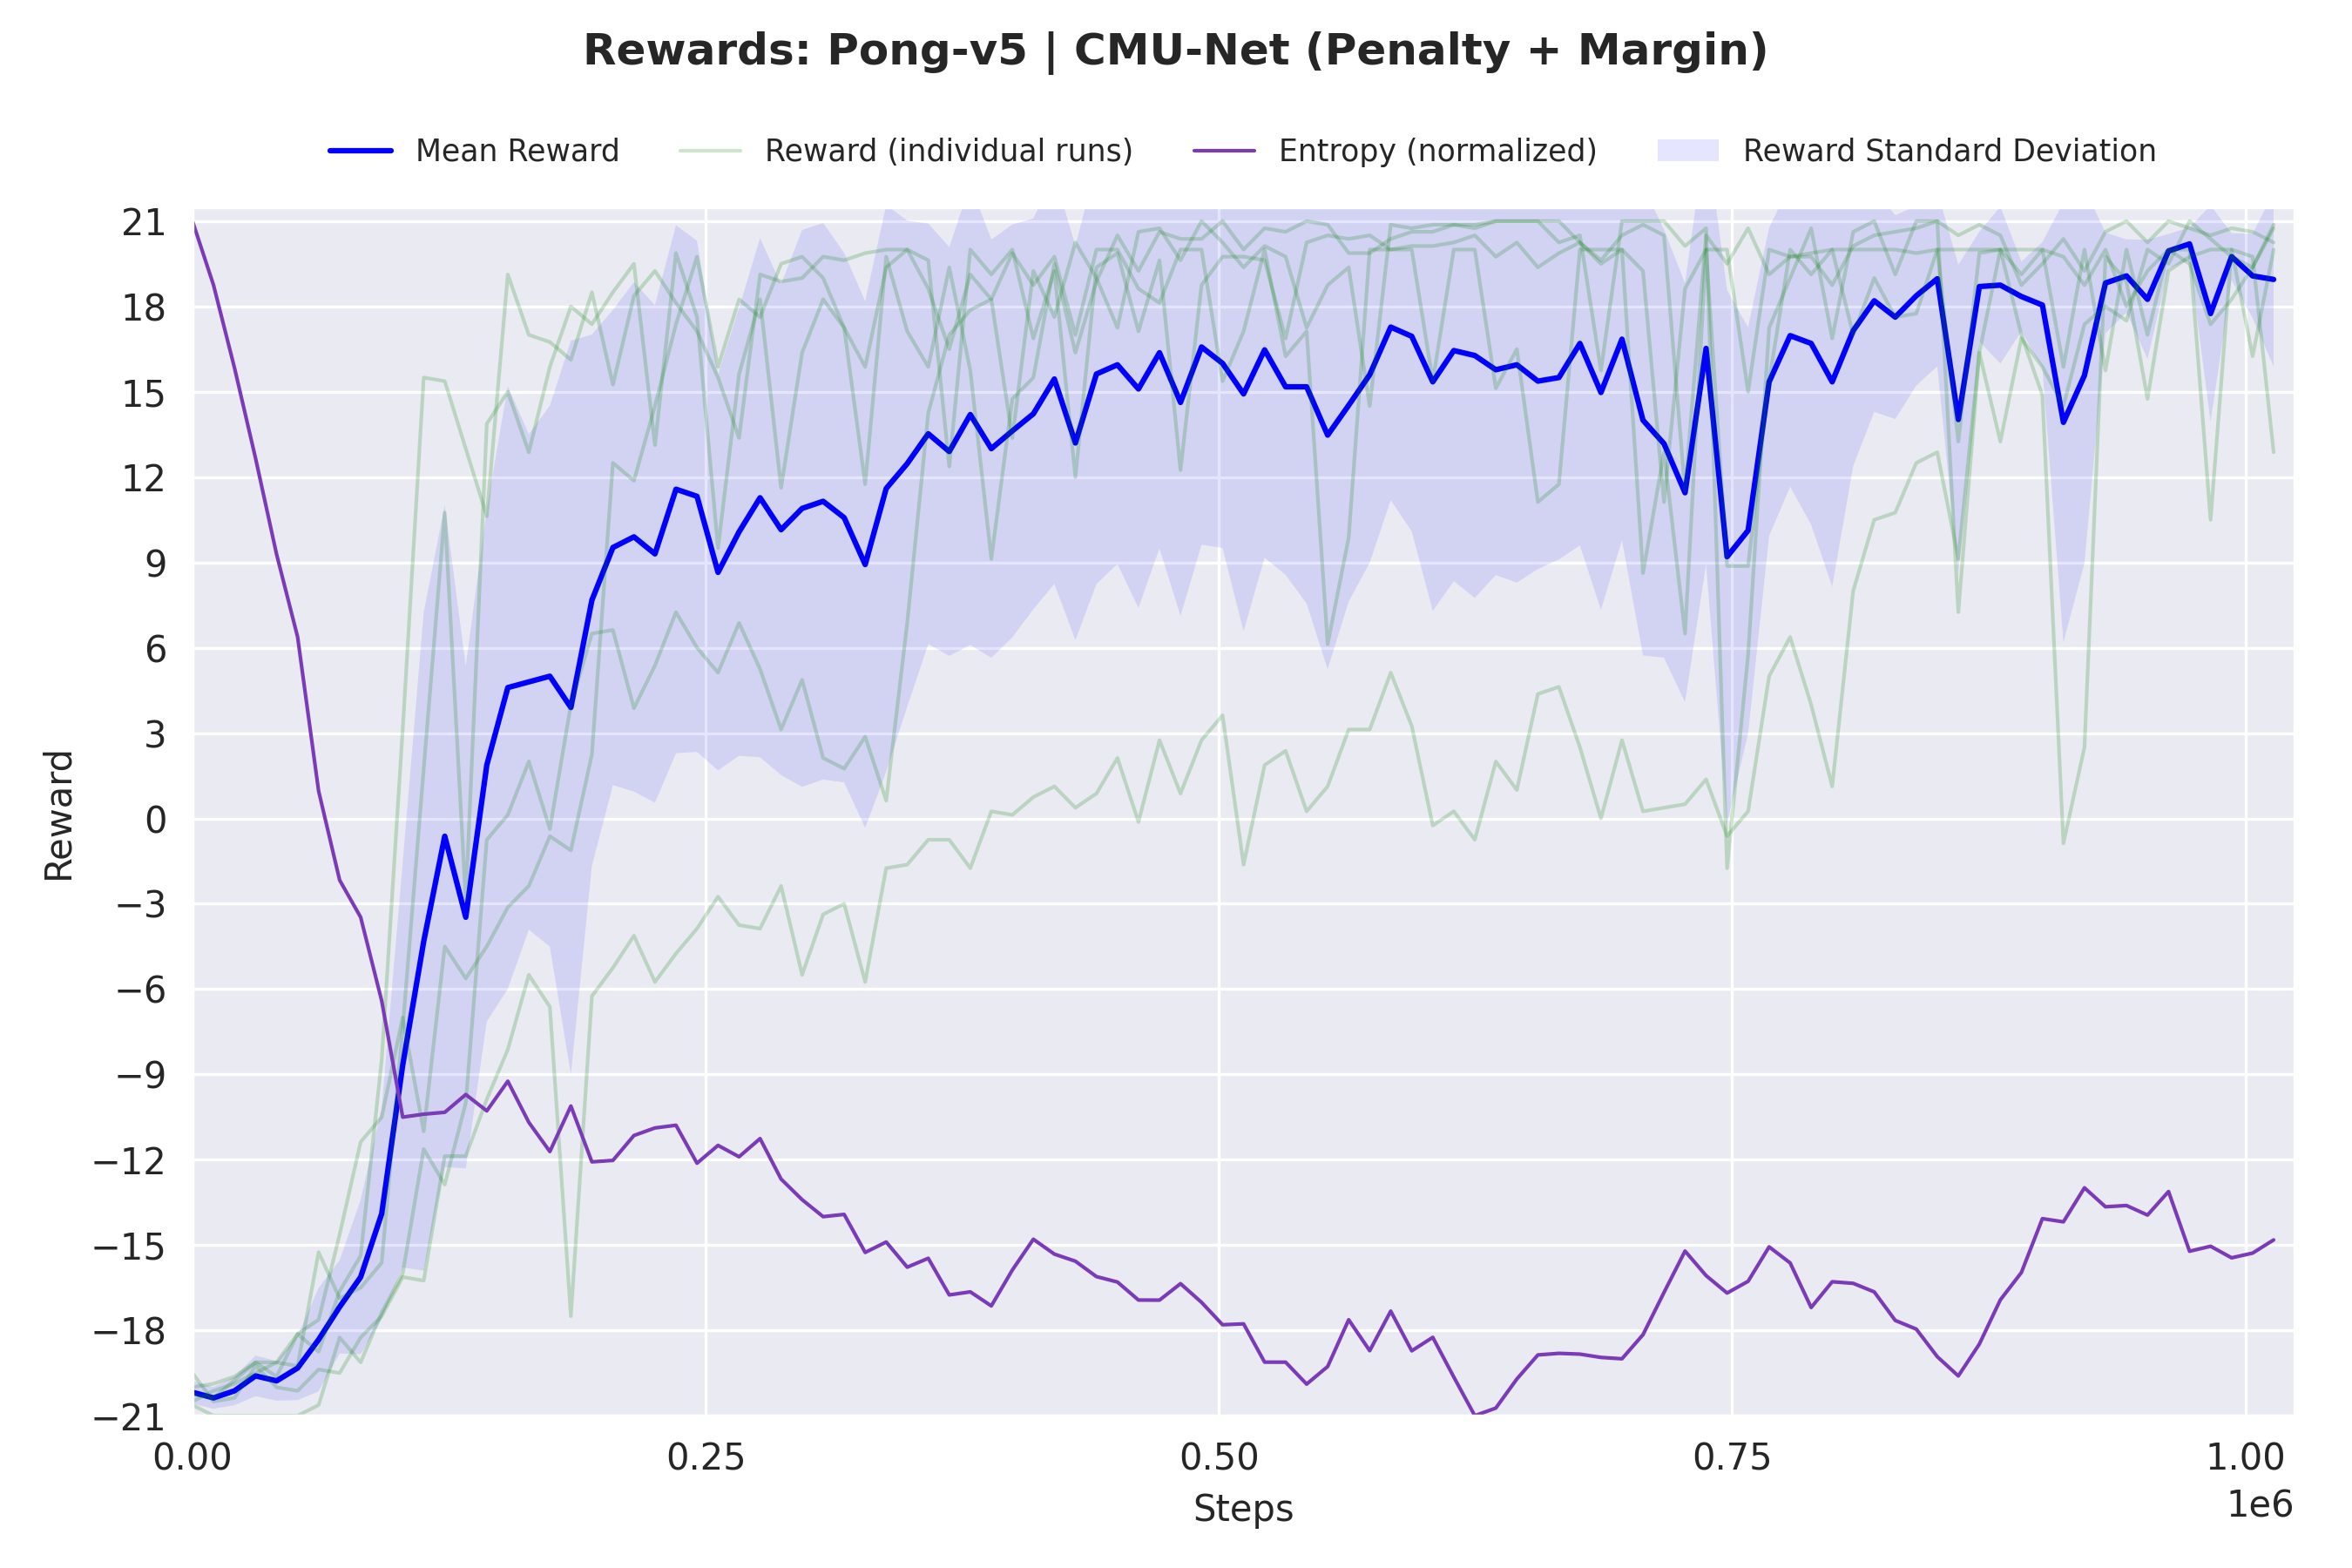 Rewards: Pong-v5 | CMU-Net (Penalty + Margin)
Mean Reward
Reward (individual runs)
Entropy (normalized)
Reward Standard Deviation
21
18
15
12
9
6
3
0
−3
−6
−9
−12
−15
−18
−21
Reward
0.00
0.25
0.50
0.75
1.00
Steps
1e6